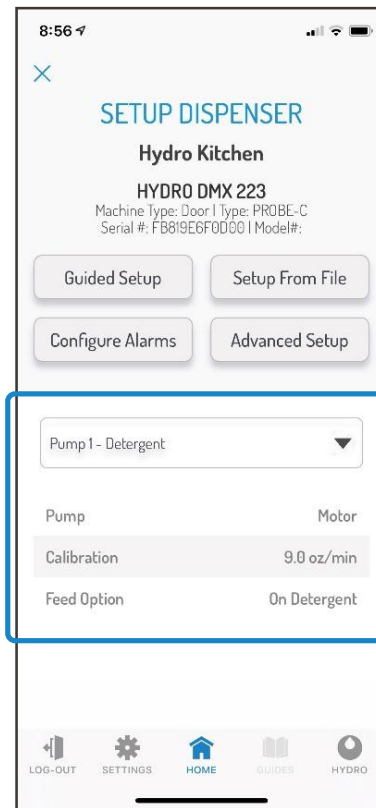 8:56
SETUP DISPENSER
Hydro Kitchen
HYDRO DMX 223
Machine Type: Door | Type: PROBE-C
Serial #: FB819E6F0D00 | Model#:
Guided Setup Setup From File
Configure Alarms Advanced Setup
Pump 1 - Detergent
Pump Motor
Calibration 9.0 oz/min
Feed Option On Detergent
LOG-OUT SETTINGS HOME GUIDES HYDRO